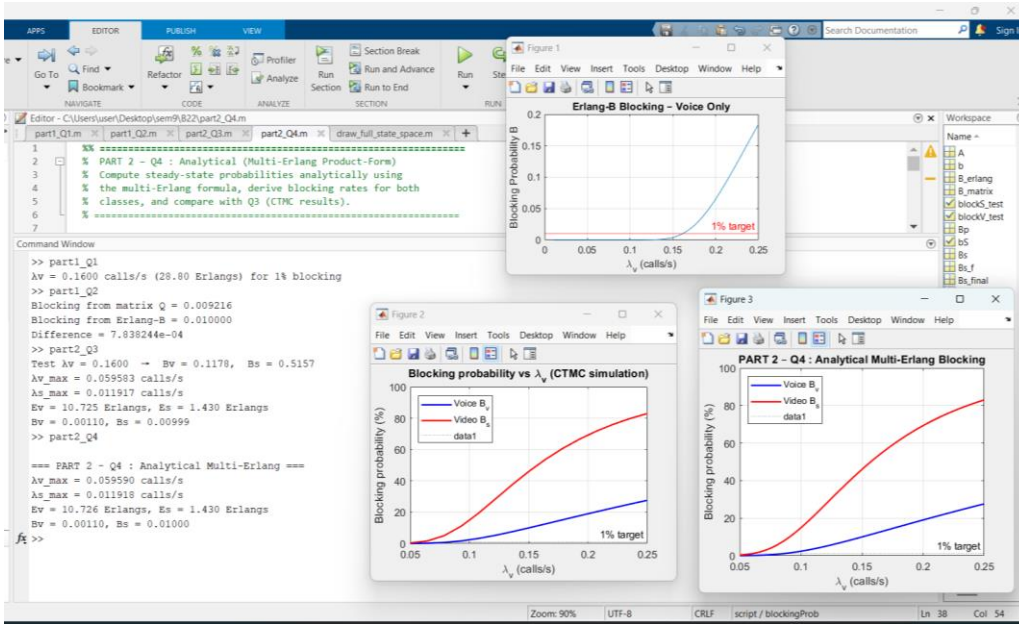 APPS EDITOR PUBLISH VIEW
Search Documentation
Sign
Go To
Find
Bookmark
NAVIGATE
Refactor
CODE
Profiler
Analyze
ANALYZE
Run Section
Section Break
Run and Advance
Run to End
SECTION
Run
RUN
Editor - C:\Users\user\Desktop\sem9\B22\part2_Q4.m
part1_Q1.m part1_Q2.m part2_Q3.m part2_Q4.m draw_full_state_space.m
1 %% ====================================================================
2 % PART 2 – Q4 : Analytical (Multi-Erlang Product-Form)
3 % Compute steady-state probabilities analytically using
4 % the multi-Erlang formula, derive blocking rates for both
5 % classes, and compare with Q3 (CTMC results).
6 % ====================================================================
7
Command Window
>> part1_Q1
λv = 0.1600 calls/s (28.80 Erlangs) for 1% blocking
>> part1_Q2
Blocking from matrix Q = 0.009216
Blocking from Erlang-B = 0.010000
Difference = 7.838244e-04
>> part2_Q3
Test λv = 0.1600 → Bv = 0.1178, Bs = 0.5157
λv_max = 0.059583 calls/s
λs_max = 0.011917 calls/s
Ev = 10.725 Erlangs, Es = 1.430 Erlangs
Bv = 0.00110, Bs = 0.00999
>> part2_Q4
=== PART 2 - Q4 : Analytical Multi-Erlang ===
λv_max = 0.059590 calls/s
λs_max = 0.011918 calls/s
Ev = 10.726 Erlangs, Es = 1.430 Erlangs
Bv = 0.00110, Bs = 0.01000
fx >>
Figure 1
File Edit View Insert Tools Desktop Window Help
Erlang-B Blocking – Voice Only
Blocking Probability B
0.2
0.15
0.1
0.05
0
1% target
0 0.05 0.1 0.15 0.2 0.25
λv (calls/s)
Workspace
Name
A
b
B_erlang
B_matrix
blockS_test
blockV_test
Bp
bS
Bs
Bs_f
Bs_final
Figure 2
File Edit View Insert Tools Desktop Window Help
Blocking probability vs λv (CTMC simulation)
Blocking probability (%)
100
80
60
40
20
0
Voice Bv
Video Bs
data1
1% target
0.05 0.1 0.15 0.2 0.25
λv (calls/s)
Figure 3
File Edit View Insert Tools Desktop Window Help
PART 2 – Q4 : Analytical Multi-Erlang Blocking
Blocking probability (%)
100
80
60
40
20
0
Voice Bv
Video Bs
data1
1% target
0.05 0.1 0.15 0.2 0.25
λv (calls/s)
Zoom: 90% UTF-8 CRLF script / blockingProb Ln 38 Col 54